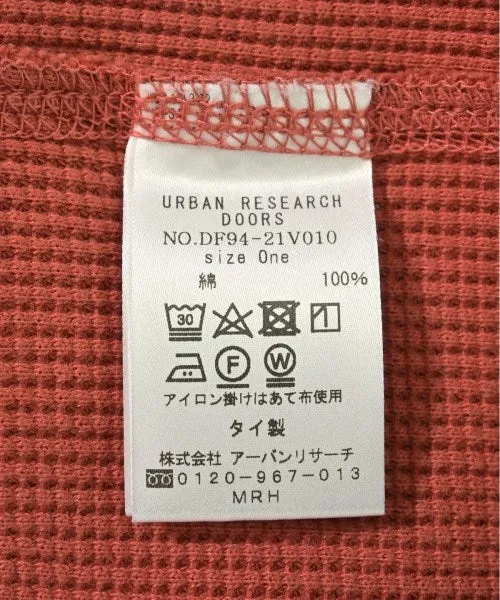 URBAN RESEARCH
DOORS
NO.DF94-21V010
size One
綿 100%
30
F W
アイロン掛けはあて布使用
タイ製
株式会社 アーバンリサーチ
0120-967-013
MRH